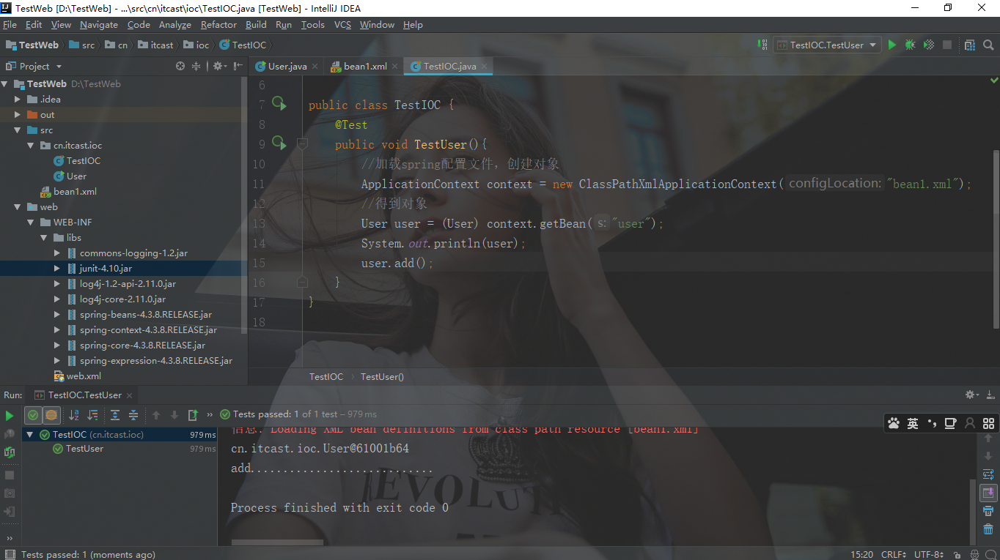 TestWeb [D:\TestWeb] - ...\src\cn\itcast\ioc\TestIOC.java [TestWeb] - IntelliJ IDEA
File Edit View Navigate Code Analyze Refactor Build Run Tools VCS Window Help
TestWeb src cn itcast ioc TestIOC
TestIOC.TestUser
Project
User.java bean1.xml TestIOC.java
TestWeb D:\TestWeb
.idea
out
src
cn.itcast.ioc
TestIOC
User
bean1.xml
web
WEB-INF
libs
commons-logging-1.2.jar
junit-4.10.jar
log4j-1.2-api-2.11.0.jar
log4j-core-2.11.0.jar
spring-beans-4.3.8.RELEASE.jar
spring-context-4.3.8.RELEASE.jar
spring-core-4.3.8.RELEASE.jar
spring-expression-4.3.8.RELEASE.jar
web.xml
6
7 public class TestIOC {
8 @Test
9 public void TestUser(){
10 //加载spring配置文件，创建对象
11 ApplicationContext context = new ClassPathXmlApplicationContext( configLocation: "bean1.xml");
12 //得到对象
13 User user = (User) context.getBean( s: "user");
14 System.out.println(user);
15 user.add();
16 }
17 }
18
TestIOC TestUser()
Run: TestIOC.TestUser
Tests passed: 1 of 1 test – 979 ms
TestIOC (cn.itcast.ioc) 979 ms
TestUser 979 ms
信息: Loading XML bean definitions from class path resource [bean1.xml]
cn.itcast.ioc.User@61001b64
add...........................
Process finished with exit code 0
英
Tests passed: 1 (moments ago)
15:20 CRLF UTF-8